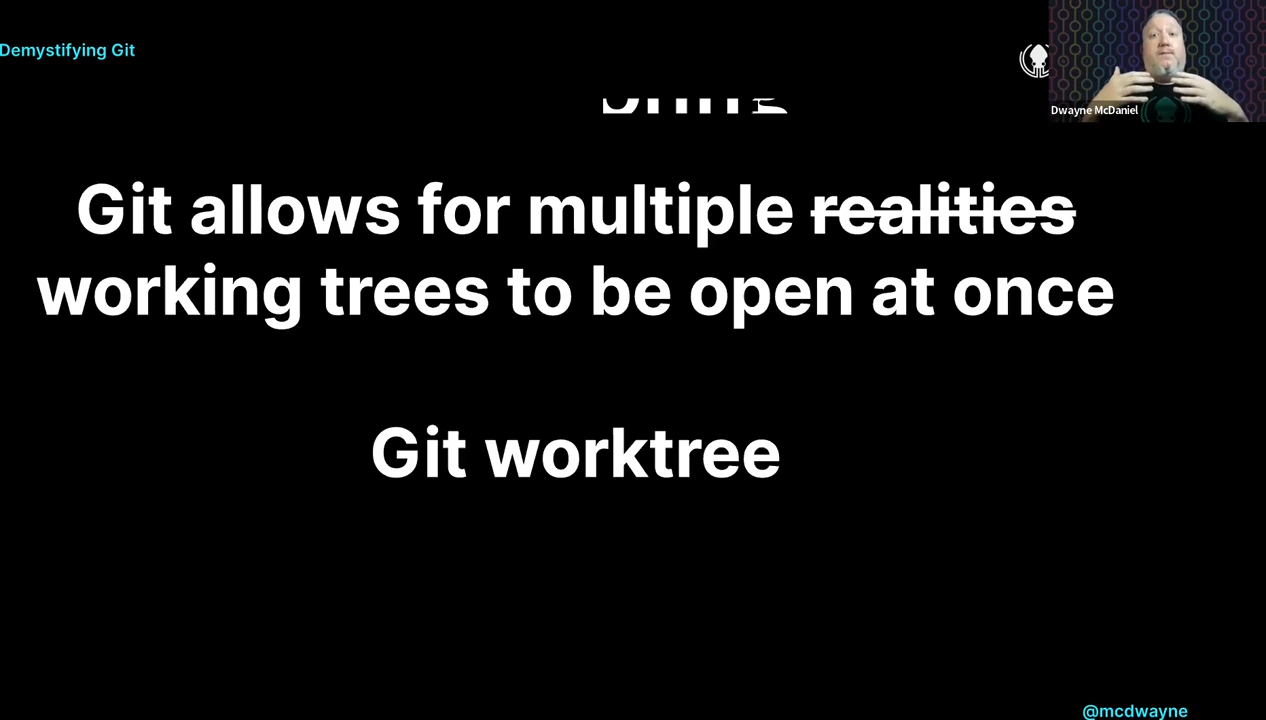 Demystifying Git
Dwayne McDaniel
Git allows for multiple realities
working trees to be open at once
Git worktree
@mcdwayne